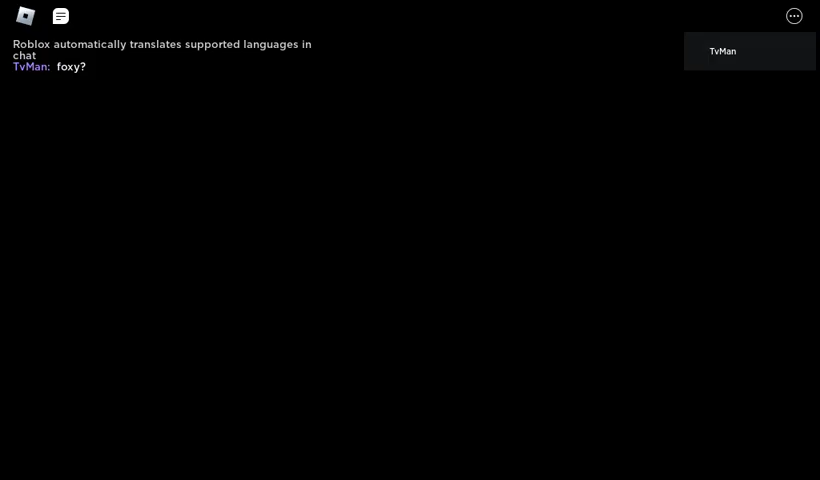 Roblox automatically translates supported languages in
chat
TvMan: foxy?
TvMan